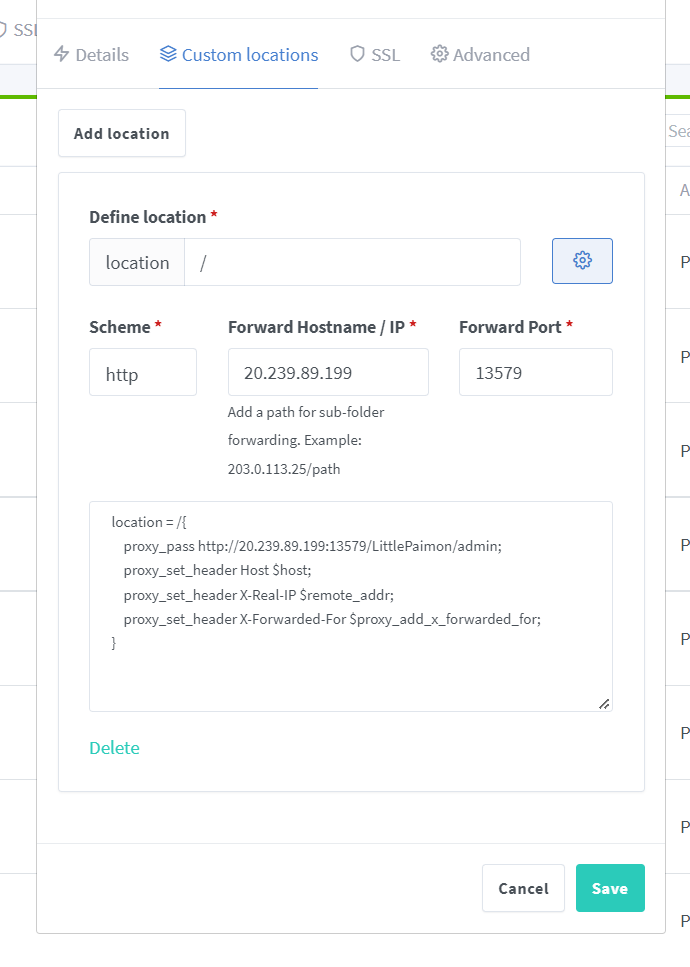 SSL
Details Custom locations SSL Advanced
Add location
Sea
A
Define location *
location /
P
Scheme * Forward Hostname / IP * Forward Port *
P
http 20.239.89.199 13579
Add a path for sub-folder
forwarding. Example:
203.0.113.25/path
P
location = /{
P
proxy_pass http://20.239.89.199:13579/LittlePaimon/admin;
proxy_set_header Host $host;
proxy_set_header X-Real-IP $remote_addr;
proxy_set_header X-Forwarded-For $proxy_add_x_forwarded_for;
P
}
P
Delete
P
Cancel Save
P